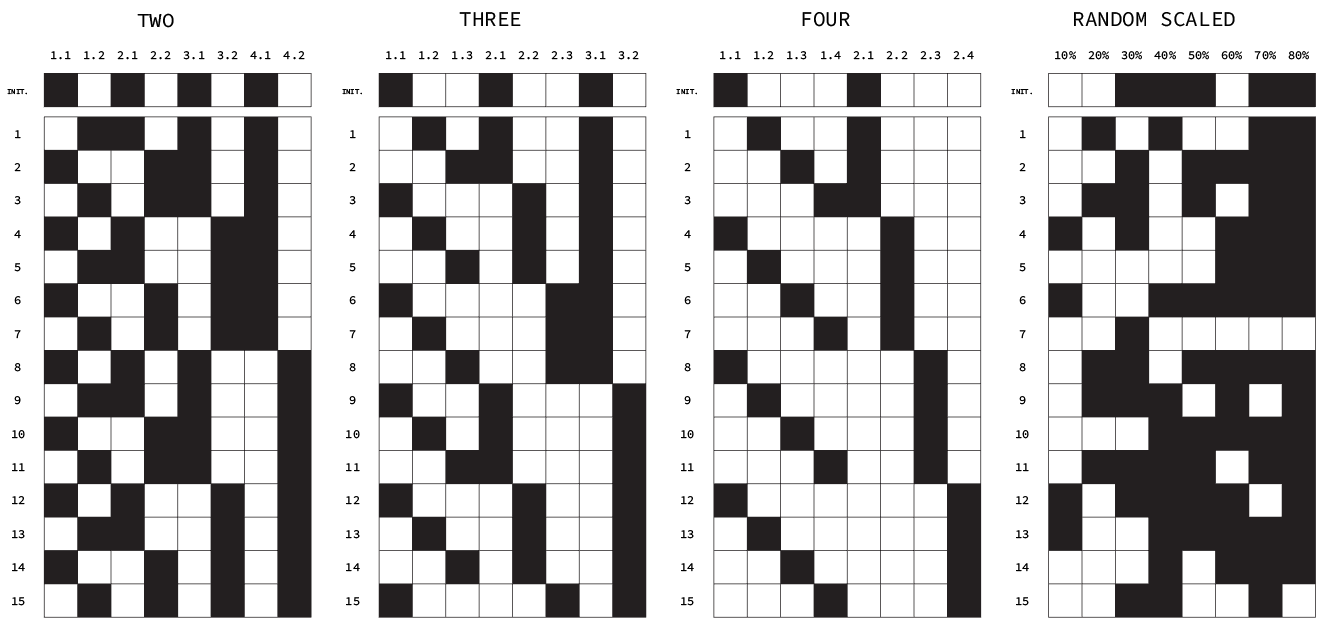 TWO THREE FOUR RANDOM SCALED
1.1 1.2 2.1 2.2 3.1 3.2 4.1 4.2 1.1 1.2 1.3 2.1 2.2 2.3 3.1 3.2 1.1 1.2 1.3 1.4 2.1 2.2 2.3 2.4 10% 20% 30% 40% 50% 60% 70% 80%
INIT. INIT. INIT. INIT.
1 1 1 1
2 2 2 2
3 3 3 3
4 4 4 4
5 5 5 5
6 6 6 6
7 7 7 7
8 8 8 8
9 9 9 9
10 10 10 10
11 11 11 11
12 12 12 12
13 13 13 13
14 14 14 14
15 15 15 15